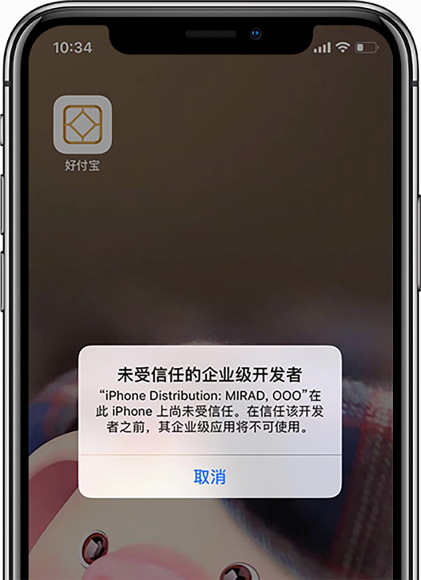 10:34
好付宝
未受信任的企业级开发者
“iPhone Distribution: MIRAD, OOO”在
此 iPhone 上尚未受信任。在信任该开发
者之前，其企业级应用将不可使用。
取消